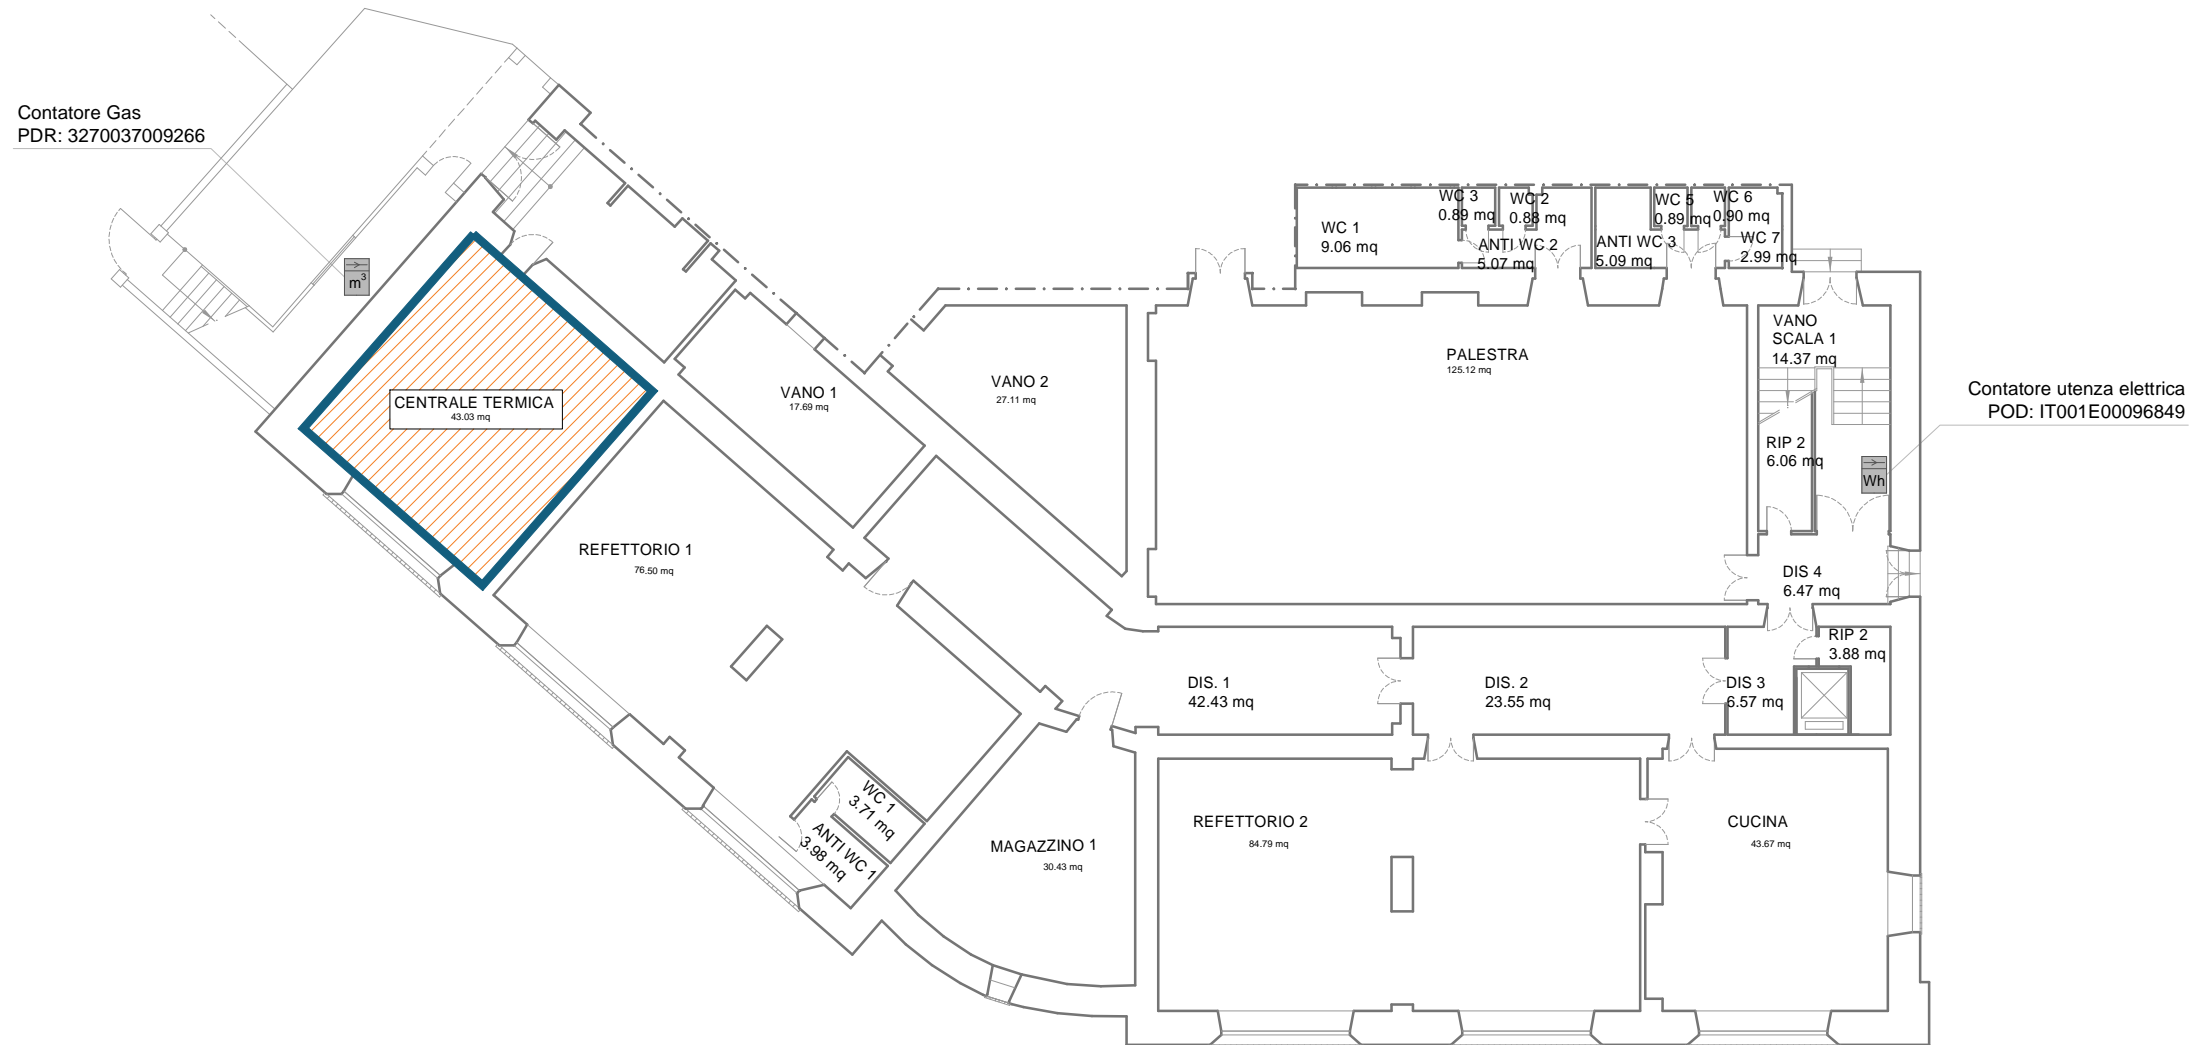 Contatore Gas
PDR: 3270037009266
m³
CENTRALE TERMICA
43.03 mq
VANO 1
17.69 mq
VANO 2
27.11 mq
REFETTORIO 1
76.50 mq
WC 1
3.71 mq
ANTI WC 1
3.98 mq
MAGAZZINO 1
30.43 mq
WC 1
9.06 mq
WC 3
0.89 mq
WC 2
0.88 mq
ANTI WC 2
5.07 mq
WC 5
0.89 mq
WC 6
0.90 mq
ANTI WC 3
5.09 mq
WC 7
2.99 mq
PALESTRA
125.12 mq
VANO
SCALA 1
14.37 mq
Contatore utenza elettrica
POD: IT001E00096849
RIP 2
6.06 mq
Wh
DIS 4
6.47 mq
RIP 2
3.88 mq
DIS. 1
42.43 mq
DIS. 2
23.55 mq
DIS 3
6.57 mq
REFETTORIO 2
84.79 mq
CUCINA
43.67 mq